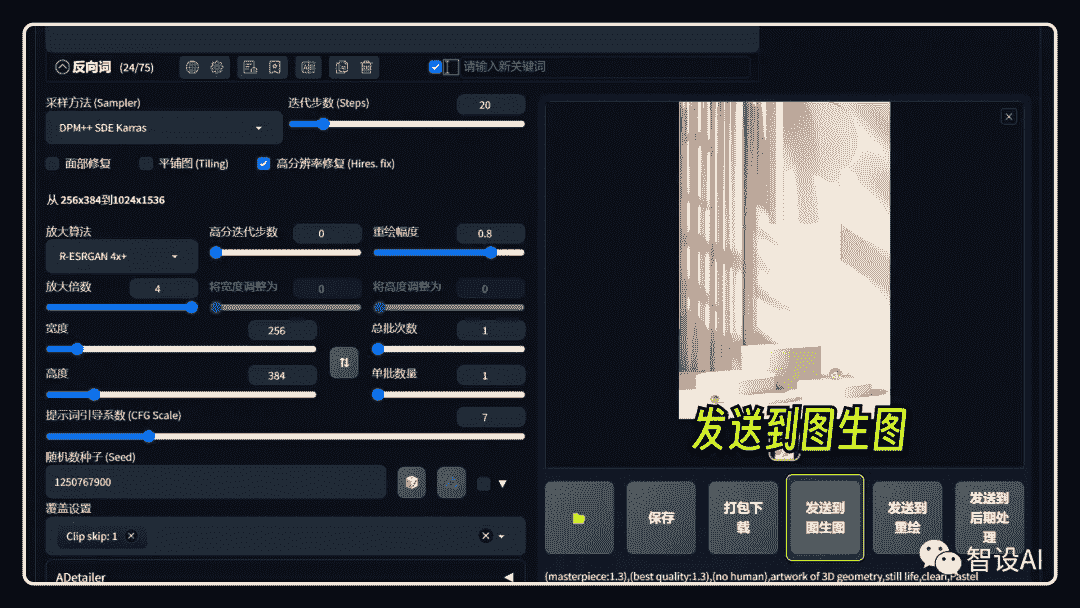 反向词 (24/75)
请输入新关键词
采样方法 (Sampler)
迭代步数 (Steps)
20
DPM++ SDE Karras
面部修复
平铺图 (Tiling)
高分辨率修复 (Hires. fix)
从 256x384到1024x1536
放大算法
高分迭代步数
0
重绘幅度
0.8
R-ESRGAN 4x+
放大倍数
4
将宽度调整为
0
将高度调整为
0
宽度
256
总批次数
1
高度
384
单批数量
1
提示词引导系数 (CFG Scale)
7
随机数种子 (Seed)
1250767900
覆盖设置
Clip skip: 1
ADetailer
发送到图生图
保存
打包下
载
发送到
图生图
发送到
重绘
发送到
后期处
理
智设AI
(masterpiece:1.3),(best quality:1.3),(no human),artwork of 3D geometry,still life,clean,Pastel